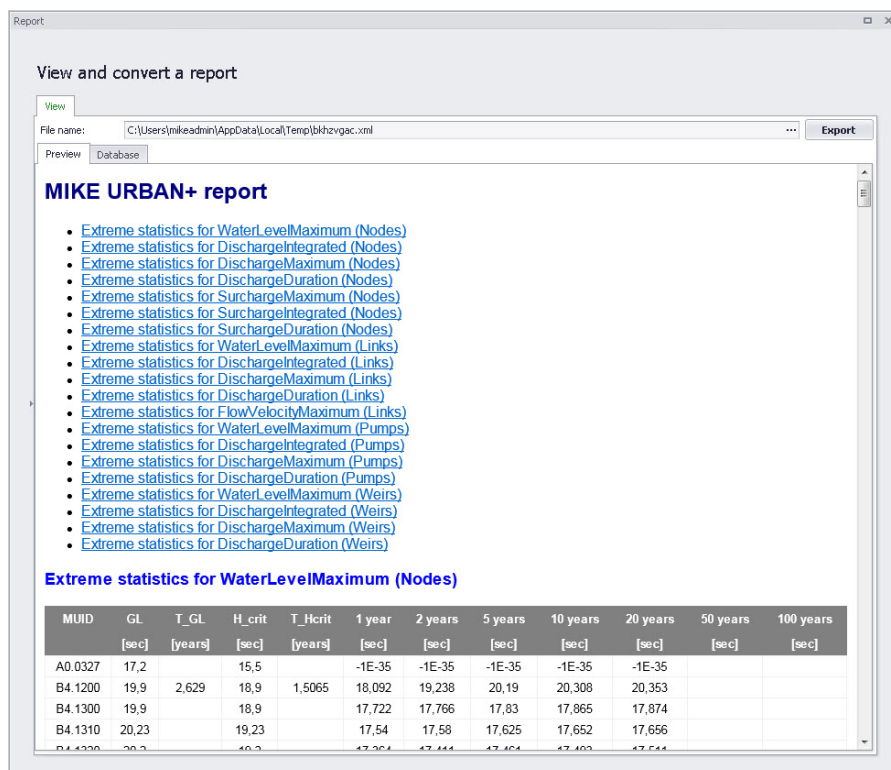 Report
View and convert a report
View
File name: C:\Users\mikeadmin\AppData\Local\Temp\bkhzvgac.xml ... Export
Preview Database
MIKE URBAN+ report
• Extreme statistics for WaterLevelMaximum (Nodes)
• Extreme statistics for DischargeIntegrated (Nodes)
• Extreme statistics for DischargeMaximum (Nodes)
• Extreme statistics for DischargeDuration (Nodes)
• Extreme statistics for SurchargeMaximum (Nodes)
• Extreme statistics for SurchargeIntegrated (Nodes)
• Extreme statistics for SurchargeDuration (Nodes)
• Extreme statistics for WaterLevelMaximum (Links)
• Extreme statistics for DischargeIntegrated (Links)
• Extreme statistics for DischargeMaximum (Links)
• Extreme statistics for DischargeDuration (Links)
• Extreme statistics for FlowVelocityMaximum (Links)
• Extreme statistics for WaterLevelMaximum (Pumps)
• Extreme statistics for DischargeIntegrated (Pumps)
• Extreme statistics for DischargeMaximum (Pumps)
• Extreme statistics for DischargeDuration (Pumps)
• Extreme statistics for WaterLevelMaximum (Weirs)
• Extreme statistics for DischargeIntegrated (Weirs)
• Extreme statistics for DischargeMaximum (Weirs)
• Extreme statistics for DischargeDuration (Weirs)
Extreme statistics for WaterLevelMaximum (Nodes)
MUID GL T_GL H_crit T_Hcrit 1 year 2 years 5 years 10 years 20 years 50 years 100 years
[sec] [years] [sec] [years] [sec] [sec] [sec] [sec] [sec] [sec] [sec]
A0.0327 17,2 15,5 -1E-35 -1E-35 -1E-35 -1E-35 -1E-35
B4.1200 19,9 2,629 18,9 1,5065 18,092 19,238 20,19 20,308 20,353
B4.1300 19,9 18,9 17,722 17,766 17,83 17,865 17,874
B4.1310 20,23 19,23 17,54 17,58 17,625 17,652 17,656